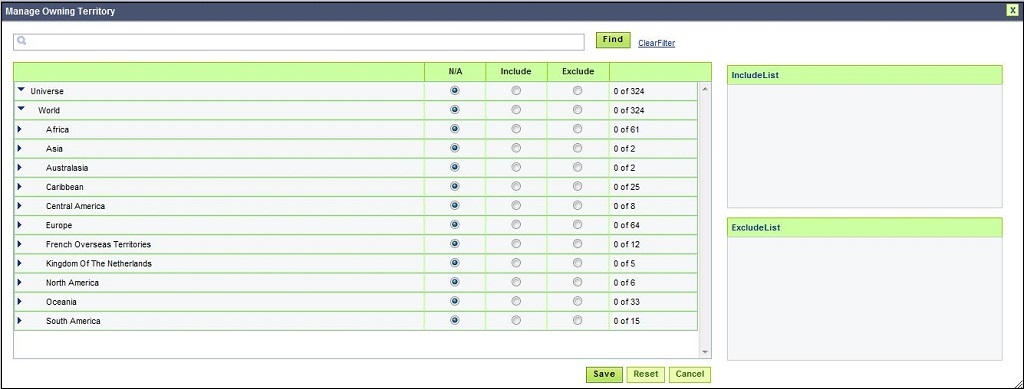 Manage Owning Territory X
Find ClearFilter
N/A Include Exclude
Universe 0 of 324
World 0 of 324
Africa 0 of 61
Asia 0 of 2
Australasia 0 of 2
Caribbean 0 of 25
Central America 0 of 8
Europe 0 of 64
French Overseas Territories 0 of 12
Kingdom Of The Netherlands 0 of 5
North America 0 of 6
Oceania 0 of 33
South America 0 of 15
IncludeList
ExcludeList
Save Reset Cancel